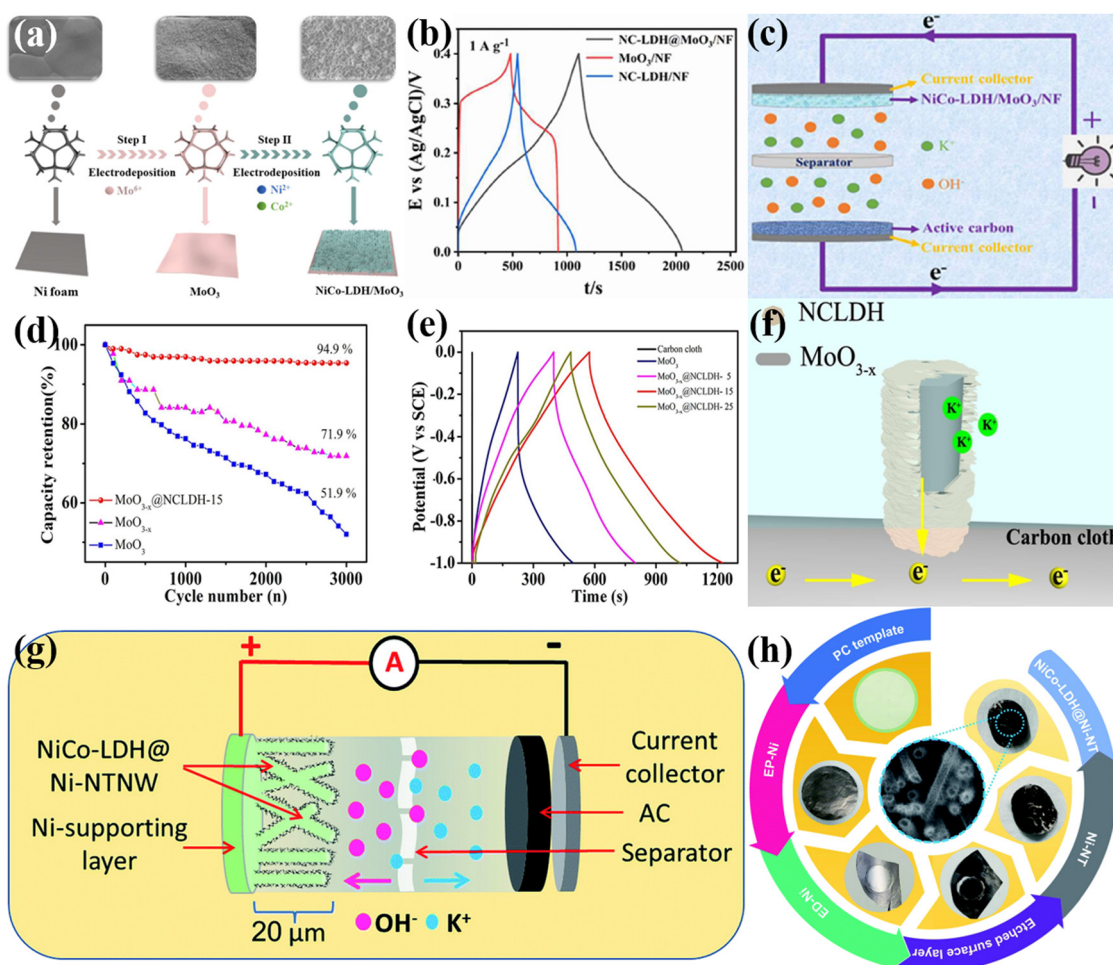 (a)
Step I
Electrodeposition
Mo⁶⁺
Step II
Electrodeposition
Ni²⁺
Co²⁺
Ni foam
MoO₃
NiCo-LDH/MoO₃
(b)
1 A g⁻¹
NC-LDH@MoO₃/NF
MoO₃/NF
NC-LDH/NF
E vs (Ag/AgCl)/V
0.4
0.3
0.2
0.1
0.0
0 500 1000 1500 2000 2500
t/s
(c)
e⁻
Current collector
NiCo-LDH/MoO₃/NF
K⁺
Separator
OH⁻
+
-
Active carbon
Current collector
e⁻
(d)
Capacity retention(%)
100
80
60
94.9 %
71.9 %
51.9 %
MoO₃₋ₓ@NCLDH-15
MoO₃₋ₓ
MoO₃
0 1000 2000 3000
Cycle number (n)
(e)
Potential (V vs SCE)
0.0
-0.2
-0.4
-0.6
-0.8
-1.0
Carbon cloth
MoO₃
MoO₃₋ₓ@NCLDH- 5
MoO₃₋ₓ@NCLDH- 15
MoO₃₋ₓ@NCLDH- 25
0 300 600 900 1200
Time (s)
(f)
NCLDH
MoO₃₋ₓ
K⁺
K⁺
K⁺
Carbon cloth
e⁻
e⁻
e⁻
(g)
+
A
-
NiCo-LDH@
Ni-NTNW
Ni-supporting
layer
20 μm
OH⁻
K⁺
Current
collector
AC
Separator
(h)
PC template
EP-Ni
ED-Ni
Etched surface layer
Ni-NT
NiCo-LDH@Ni-NT